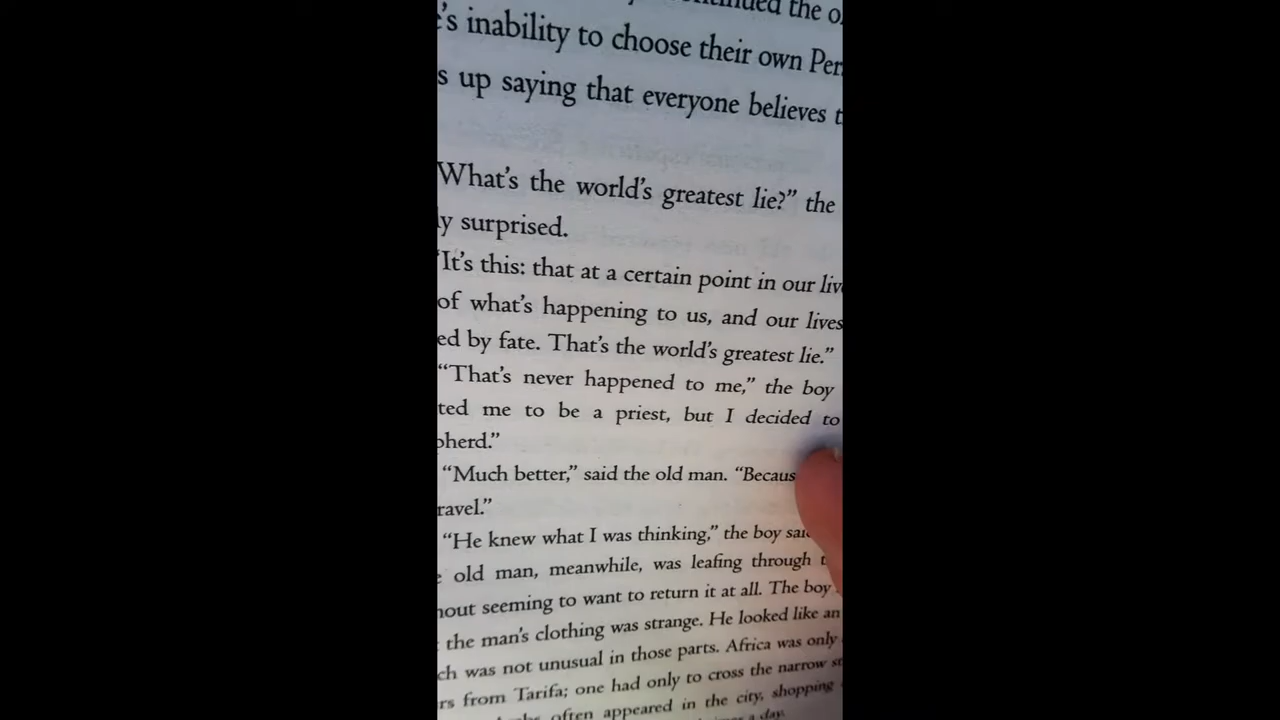 the
's inability to choose their own
s up saying that everyone believes
What's the world's greatest lie?” the
ly surprised.
“It's this: that at a certain point in our
of what's happening to us, and our lives
ed by fate. That's the world's greatest lie.”
“That's never happened to me,” the boy
ted me to be a priest, but I decided to
pherd.”
“Much better,” said the old man. “Becaus
ravel.”
“He knew what I was thinking,” the boy
old man, meanwhile, was leafing through
hout seeming to want to return it at all. The boy
the man's clothing was strange. He looked like an
ch was not unusual in those parts. Africa was only
rs from Tarifa; one had only to cross the narrow
often appeared in the city, shopping
a day.